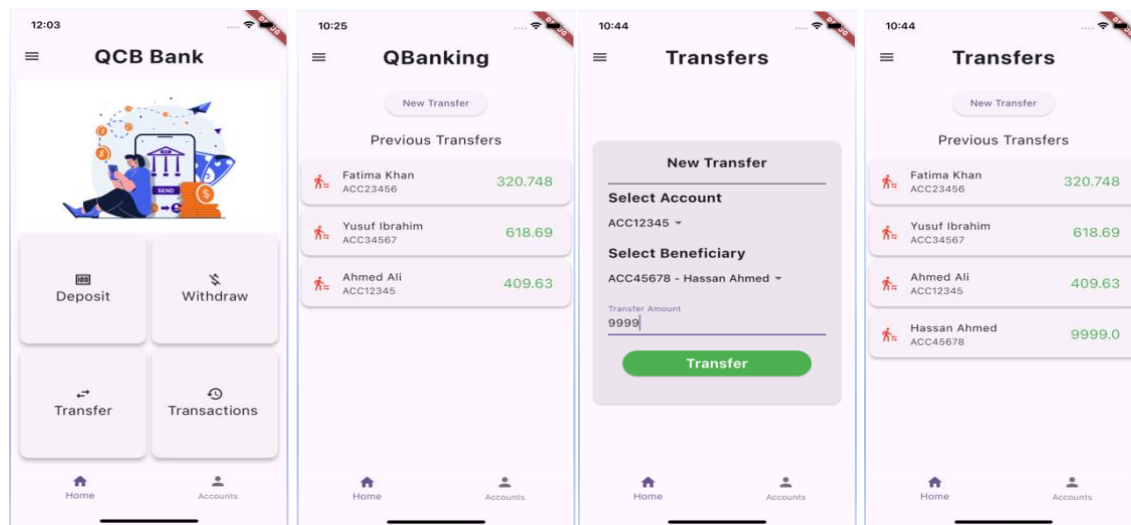 12:03
DEBUG
QCB Bank
SEND
Deposit
Withdraw
Transfer
Transactions
Home
Accounts
10:25
DEBUG
QBanking
New Transfer
Previous Transfers
Fatima Khan
ACC23456
320.748
Yusuf Ibrahim
ACC34567
618.69
Ahmed Ali
ACC12345
409.63
Home
Accounts
10:44
DEBUG
Transfers
New Transfer
Select Account
ACC12345
Select Beneficiary
ACC45678 - Hassan Ahmed
Transfer Amount
9999
Transfer
Home
Accounts
10:44
Transfers
New Transfer
Previous Transfers
Fatima Khan
ACC23456
320.748
Yusuf Ibrahim
ACC34567
618.69
Ahmed Ali
ACC12345
409.63
Hassan Ahmed
ACC45678
9999.0
Home
Accounts